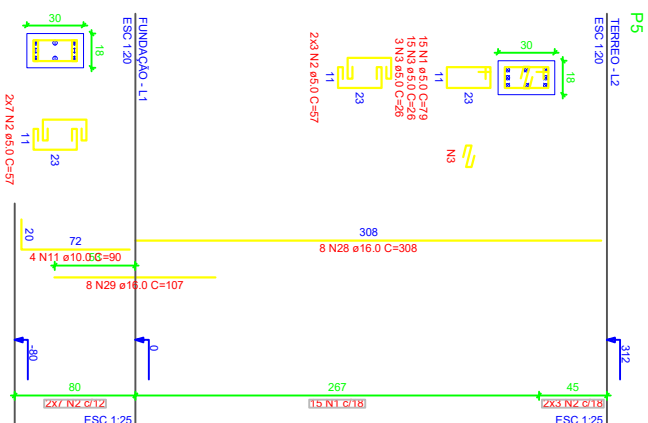 P5
TERREO - L2
ESC 1:20
30
18
15 N1 ø5.0 C=79
15 N3 ø5.0 C=26
3 N3 ø5.0 C=26
2x3 N2 ø5.0 C=57
11
23
11
23
N3
FUNDAÇÃO - L1
ESC 1:20
30
18
11
23
2x7 N2 ø5.0 C=57
308
8 N28 ø16.0 C=308
72
20
4 N11 ø10.0 C=90
8 N29 ø16.0 C=107
-80
0
312
80
267
45
2x7 N2 c/12
15 N1 c/18
2x3 N2 c/18
ESC 1:25
ESC 1:25